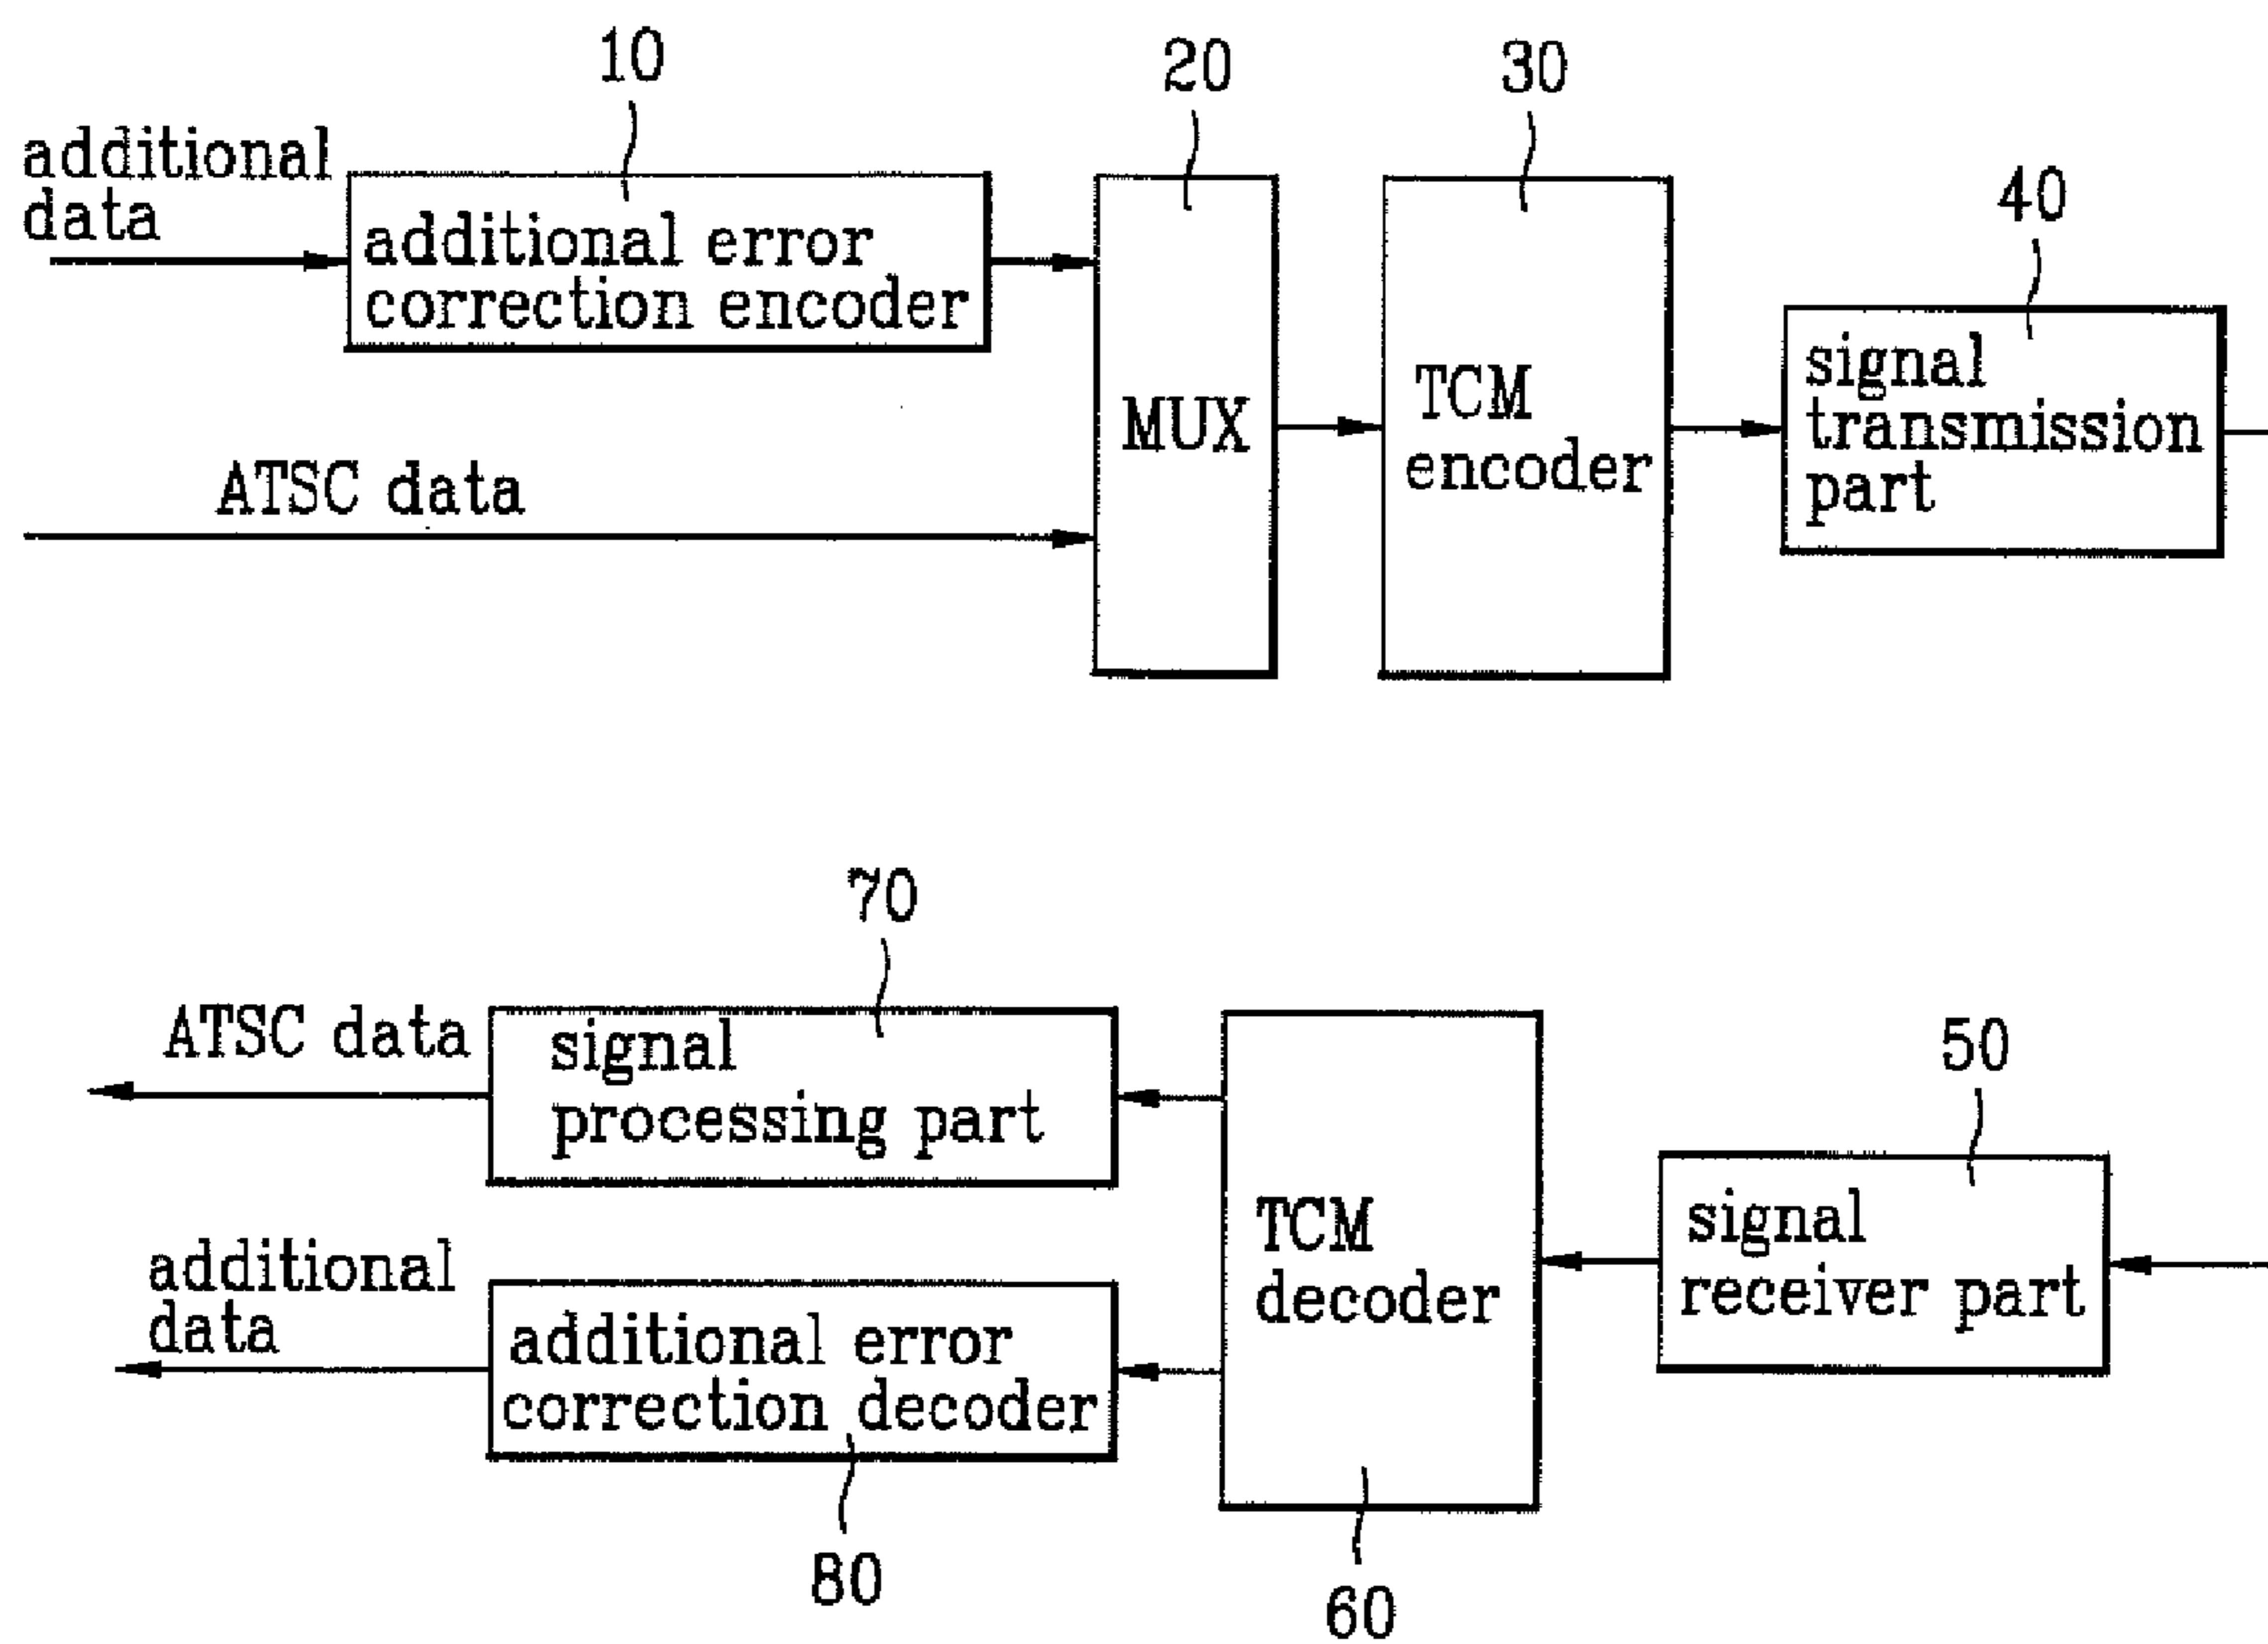 10
20
30
40
additional
data
additional error
correction encoder
MUX
TCM
encoder
signal
transmission
part
ATSC data
70
50
ATSC data
signal
processing part
TCM
decoder
signal
receiver part
additional
data
additional error
correction decoder
80
60